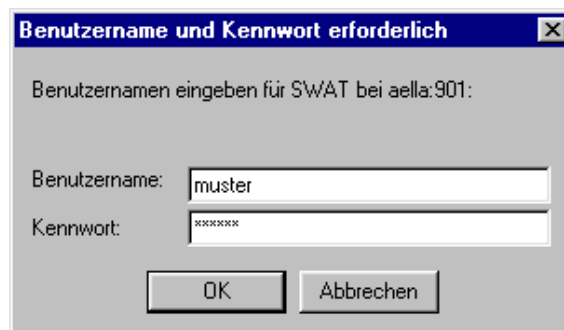 Benutzername und Kennwort erforderlich
Benutzernamen eingeben für SWAT bei aella:901:
Benutzername: muster
Kennwort: ******
OK Abbrechen